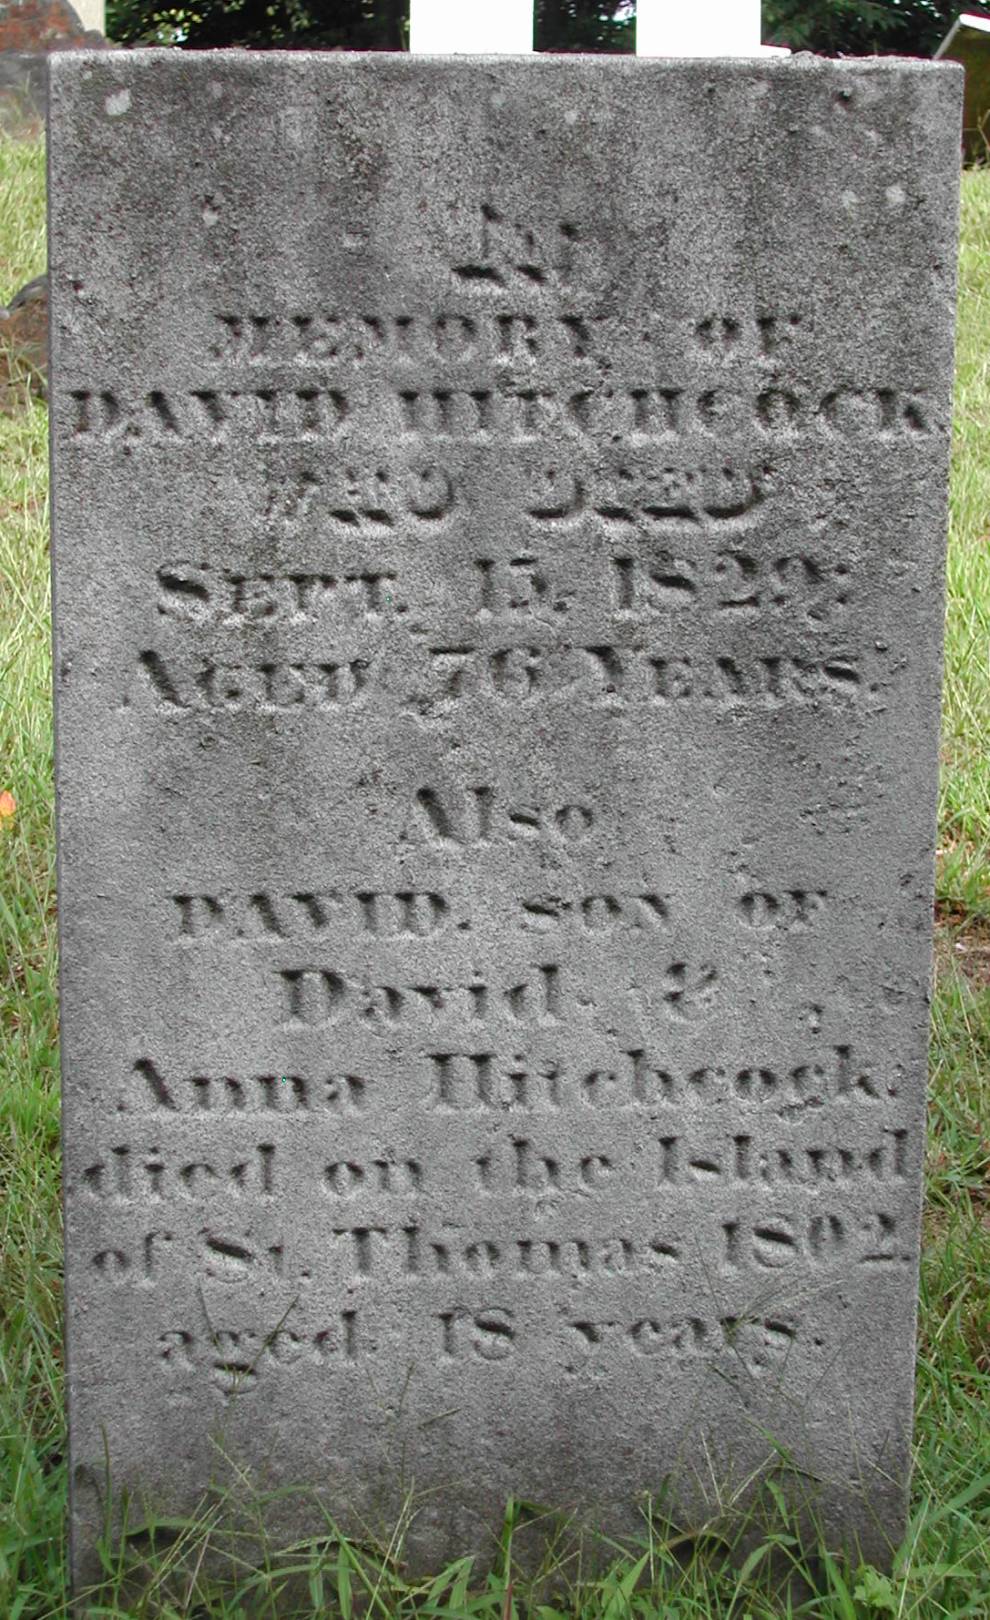 In
MEMORY OF
DAVID HITCHCOCK
WHO DIED
SEPT. 15, 1829;
AGED 76 YEARS.
Also
DAVID. SON OF
David. &
Anna Hitchcock.
died on the Island
of St. Thomas 1802.
aged 18 years.